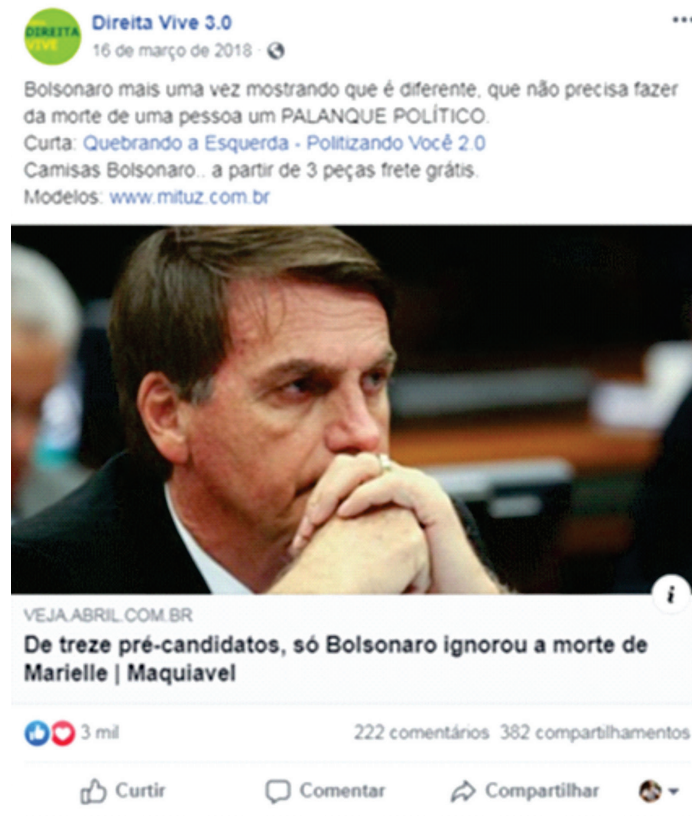 DIREITA
VIVE
Direita Vive 3.0
16 de março de 2018 ·
Bolsonaro mais uma vez mostrando que é diferente, que não precisa fazer
da morte de uma pessoa um PALANQUE POLÍTICO.
Curta: Quebrando a Esquerda - Politizando Você 2.0
Camisas Bolsonaro.. a partir de 3 peças frete grátis.
Modelos: www.mituz.com.br
i
VEJA.ABRIL.COM.BR
De treze pré-candidatos, só Bolsonaro ignorou a morte de
Marielle | Maquiavel
3 mil 222 comentários 382 compartilhamentos
Curtir Comentar Compartilhar